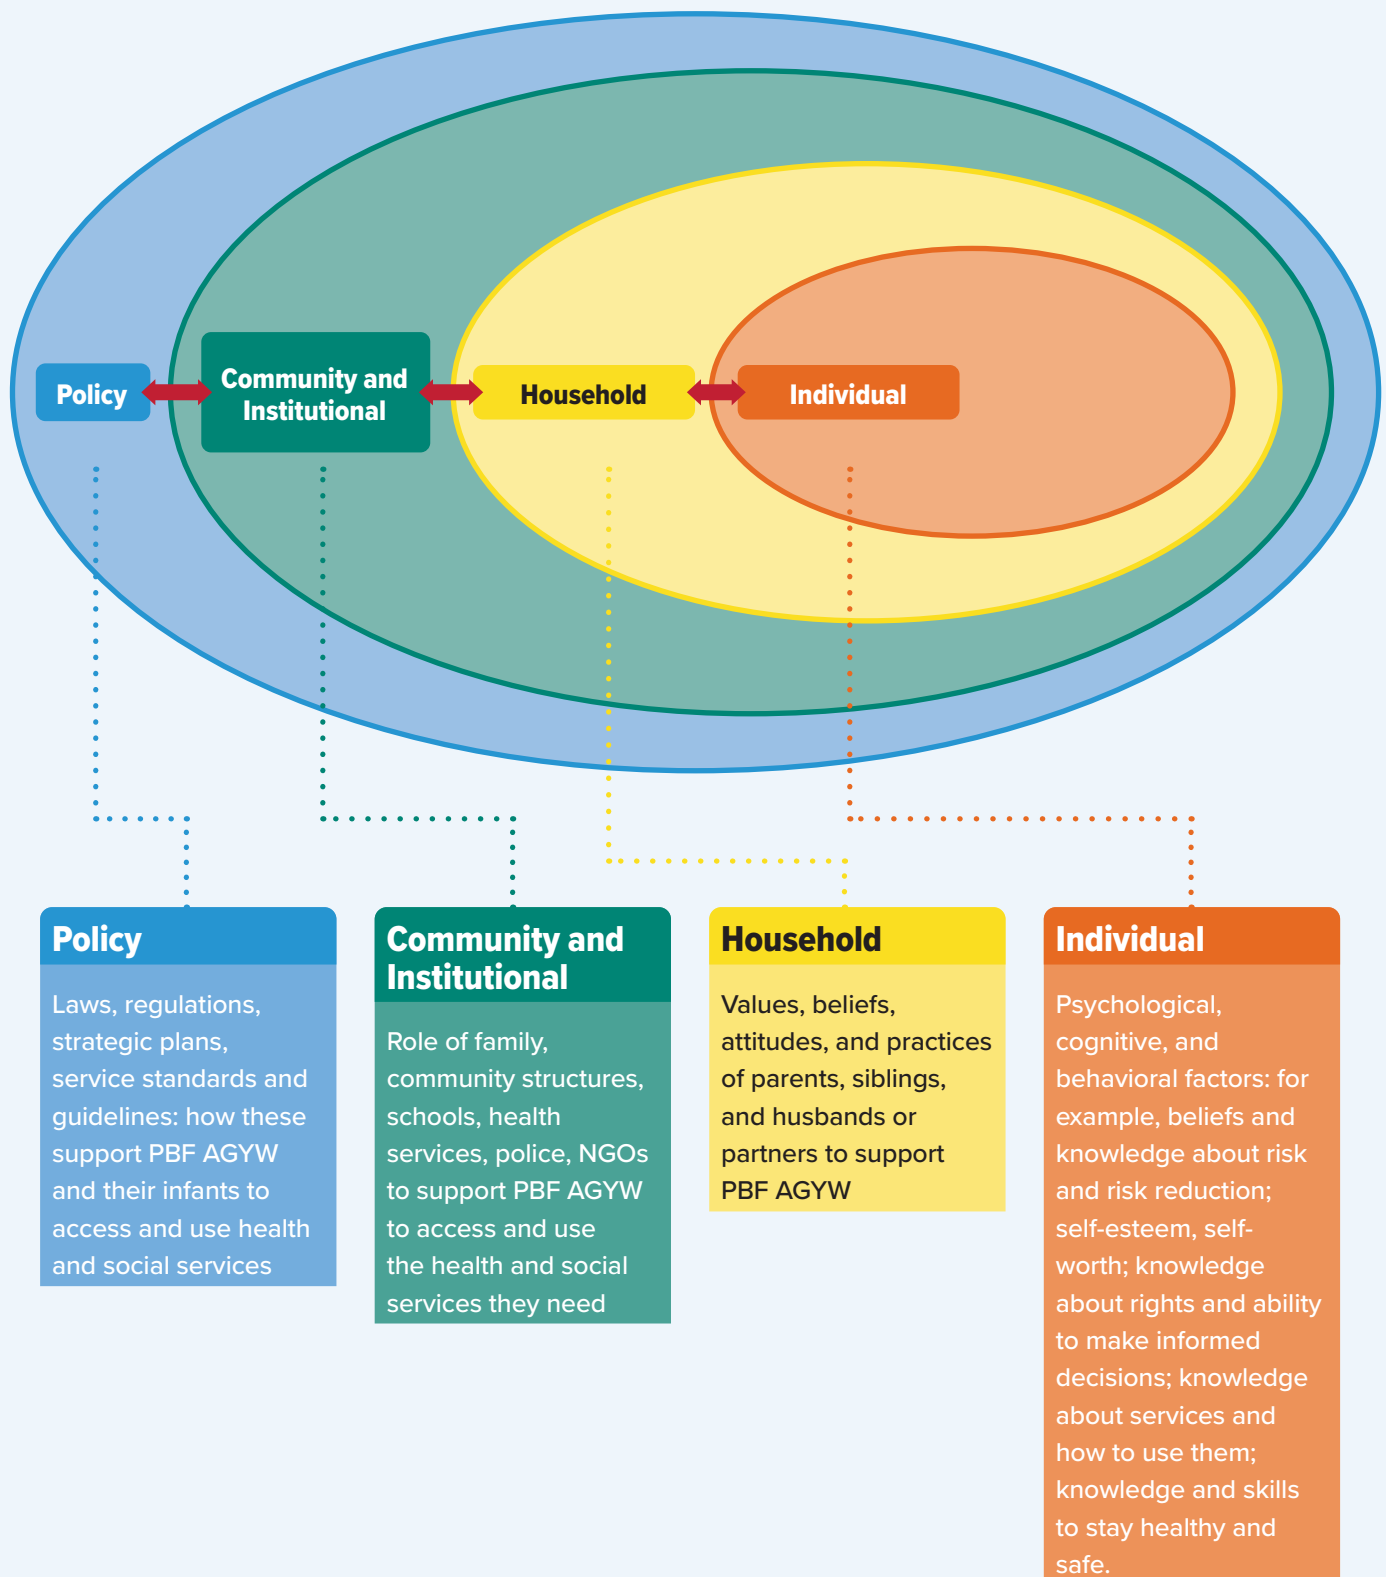 Policy
Community and
Institutional
Household
Individual
Policy
Laws, regulations,
strategic plans,
service standards and
guidelines: how these
support PBF AGYW
and their infants to
access and use health
and social services
Community and
Institutional
Role of family,
community structures,
schools, health
services, police, NGOs
to support PBF AGYW
to access and use
the health and social
services they need
Household
Values, beliefs,
attitudes, and practices
of parents, siblings,
and husbands or
partners to support
PBF AGYW
Individual
Psychological,
cognitive, and
behavioral factors: for
example, beliefs and
knowledge about risk
and risk reduction;
self-esteem, self-
worth; knowledge
about rights and ability
to make informed
decisions; knowledge
about services and
how to use them;
knowledge and skills
to stay healthy and
safe.